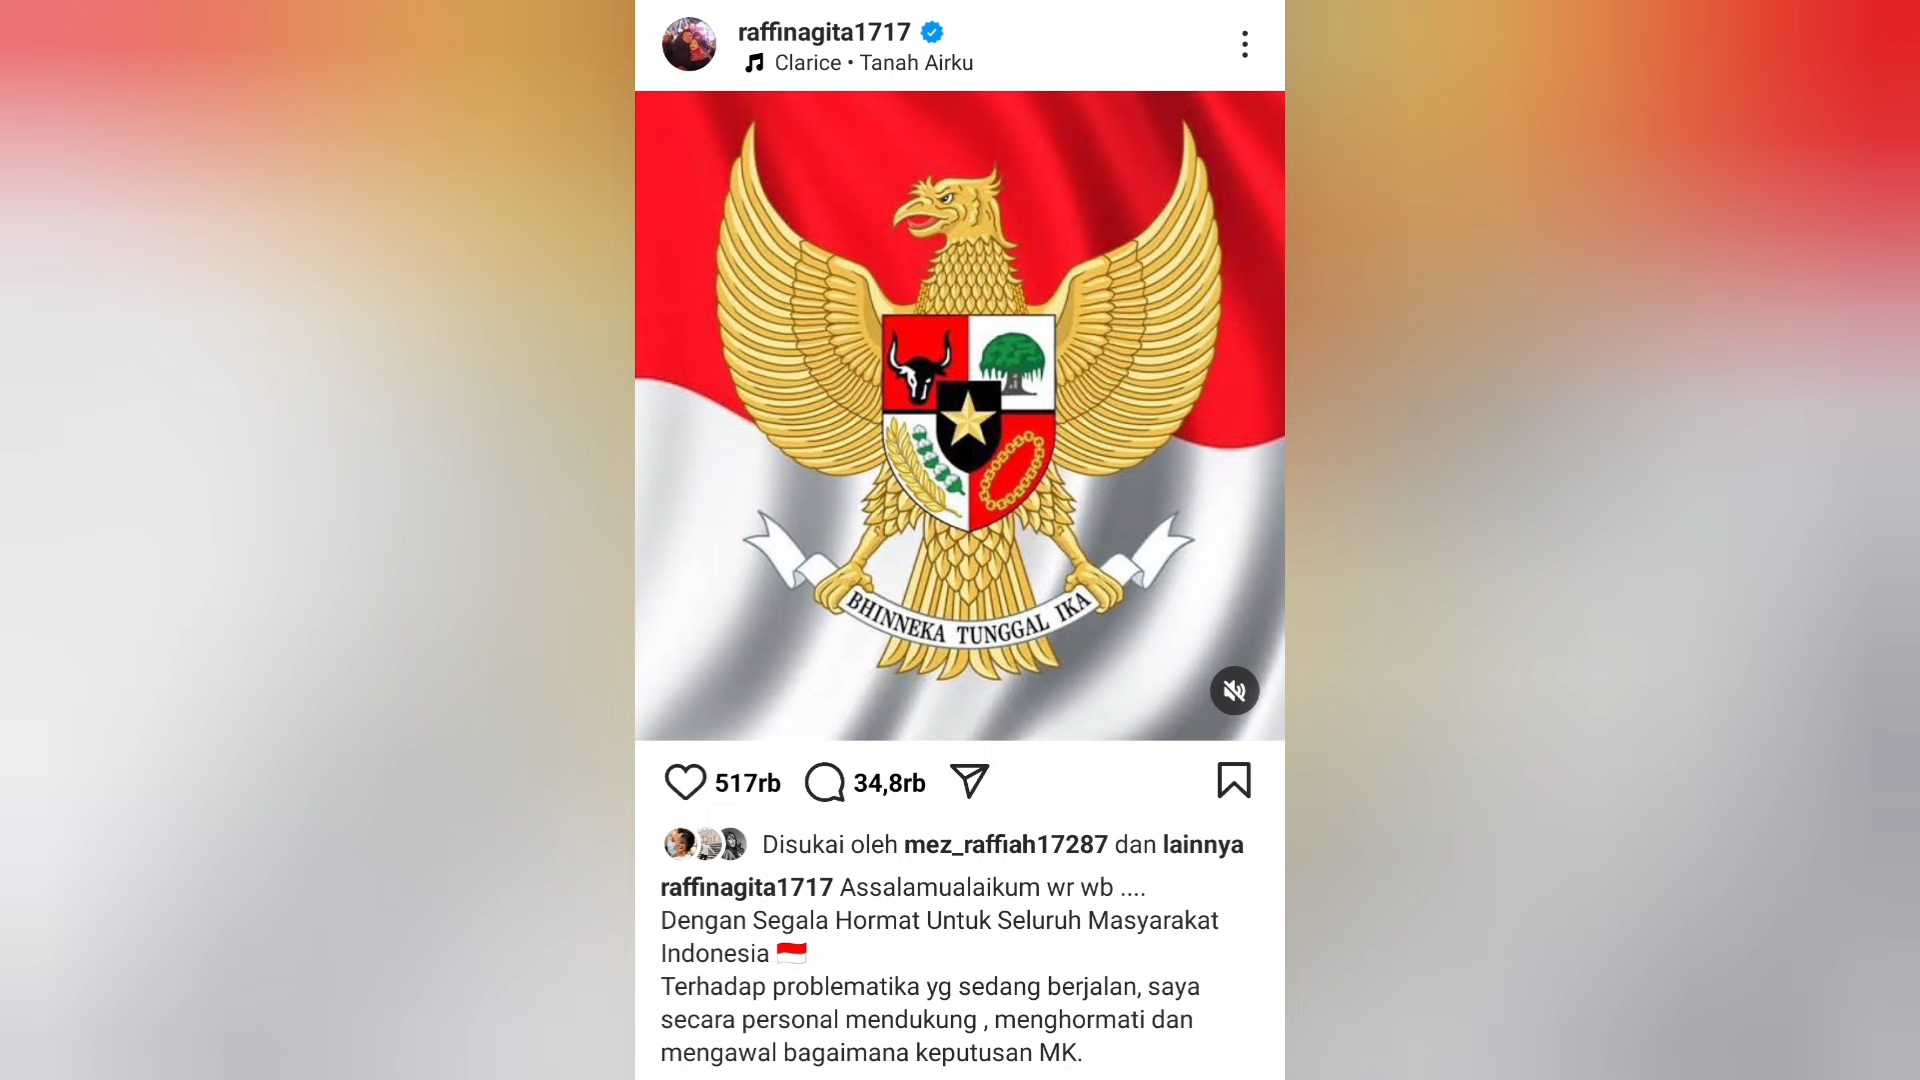 raffinagita1717
Clarice • Tanah Airku
BHINNEKA TUNGGAL IKA
517rb 34,8rb
Disukai oleh mez_raffiah17287 dan lainnya
raffinagita1717 Assalamualaikum wr wb ....
Dengan Segala Hormat Untuk Seluruh Masyarakat
Indonesia 🇮🇩
Terhadap problematika yg sedang berjalan, saya
secara personal mendukung , menghormati dan
mengawal bagaimana keputusan MK.